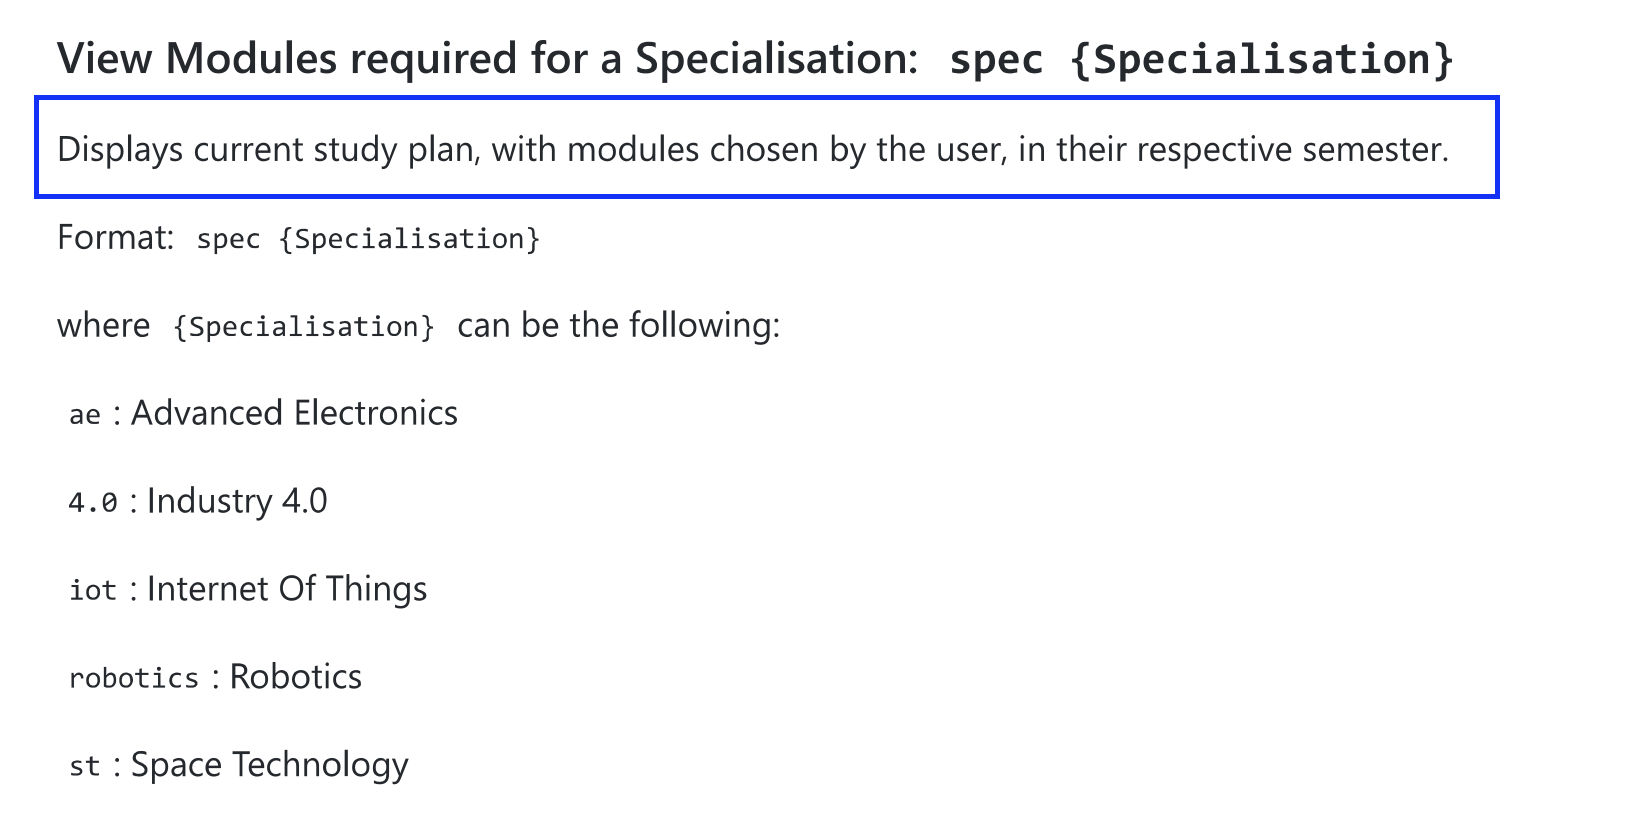 View Modules required for a Specialisation: spec {Specialisation}
Displays current study plan, with modules chosen by the user, in their respective semester.
Format: spec {Specialisation}
where {Specialisation} can be the following:
ae : Advanced Electronics
4.0 : Industry 4.0
iot : Internet Of Things
robotics : Robotics
st : Space Technology